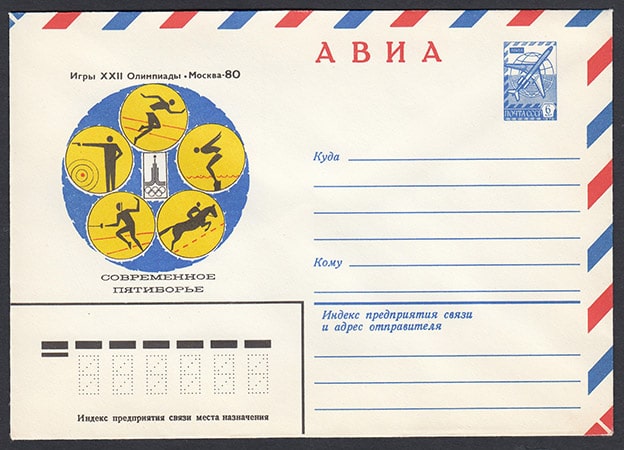 АВИА
Игры XXII Олимпиады • Москва-80
ПОЧТА СССР 6
К
Куда
Кому
СОВРЕМЕННОЕ
ПЯТИБОРЬЕ
Индекс предприятия связи
и адрес отправителя
Индекс предприятия связи места назначения